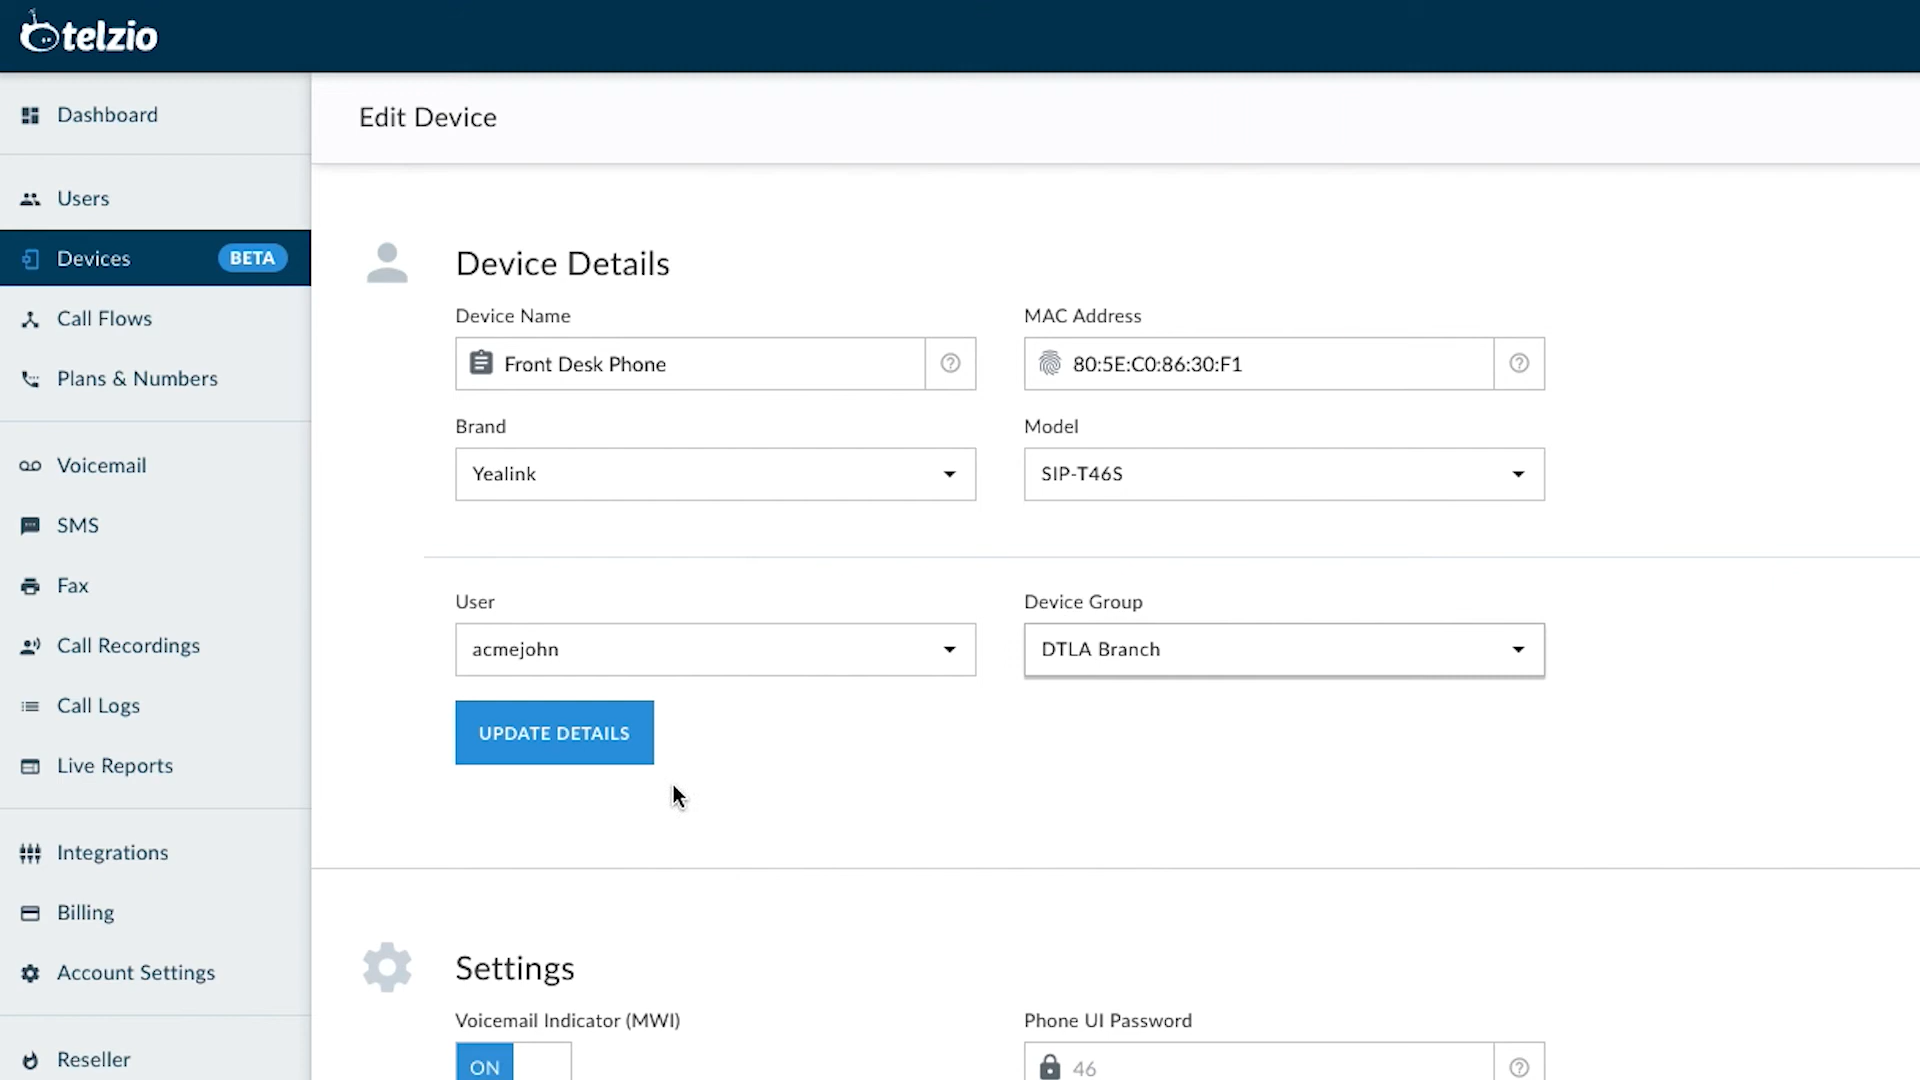 telzio
Edit Device
Dashboard
Users
Devices BETA
Call Flows
Plans & Numbers
Voicemail
SMS
Fax
Call Recordings
Call Logs
Live Reports
Integrations
Billing
Account Settings
Reseller
Device Details
Device Name
Front Desk Phone
MAC Address
80:5E:C0:86:30:F1
Brand
Yealink
Model
SIP-T46S
User
acmejohn
Device Group
DTLA Branch
UPDATE DETAILS
Settings
Voicemail Indicator (MWI)
ON
Phone UI Password
46